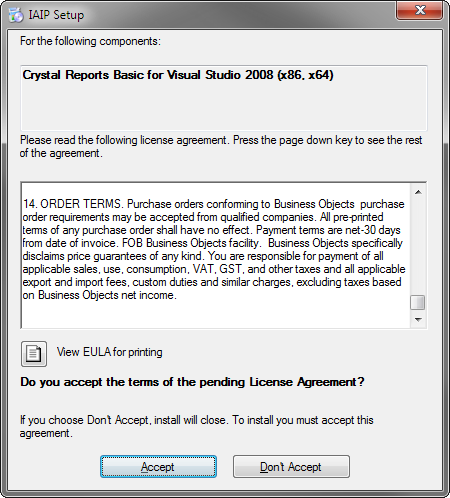 IAIP Setup
For the following components:
Crystal Reports Basic for Visual Studio 2008 (x86, x64)
Please read the following license agreement. Press the page down key to see the rest
of the agreement.
14. ORDER TERMS. Purchase orders conforming to Business Objects  purchase
order requirements may be accepted from qualified companies. All pre-printed
terms of any purchase order shall have no effect. Payment terms are net-30 days
from date of invoice. FOB Business Objects facility.  Business Objects specifically
disclaims price guarantees of any kind. You are responsible for payment of all
applicable sales, use, consumption, VAT, GST, and other taxes and all applicable
export and import fees, custom duties and similar charges, excluding taxes based
on Business Objects net income.
View EULA for printing
Do you accept the terms of the pending License Agreement?
If you choose Don't Accept, install will close. To install you must accept this
agreement.
Accept
Don't Accept